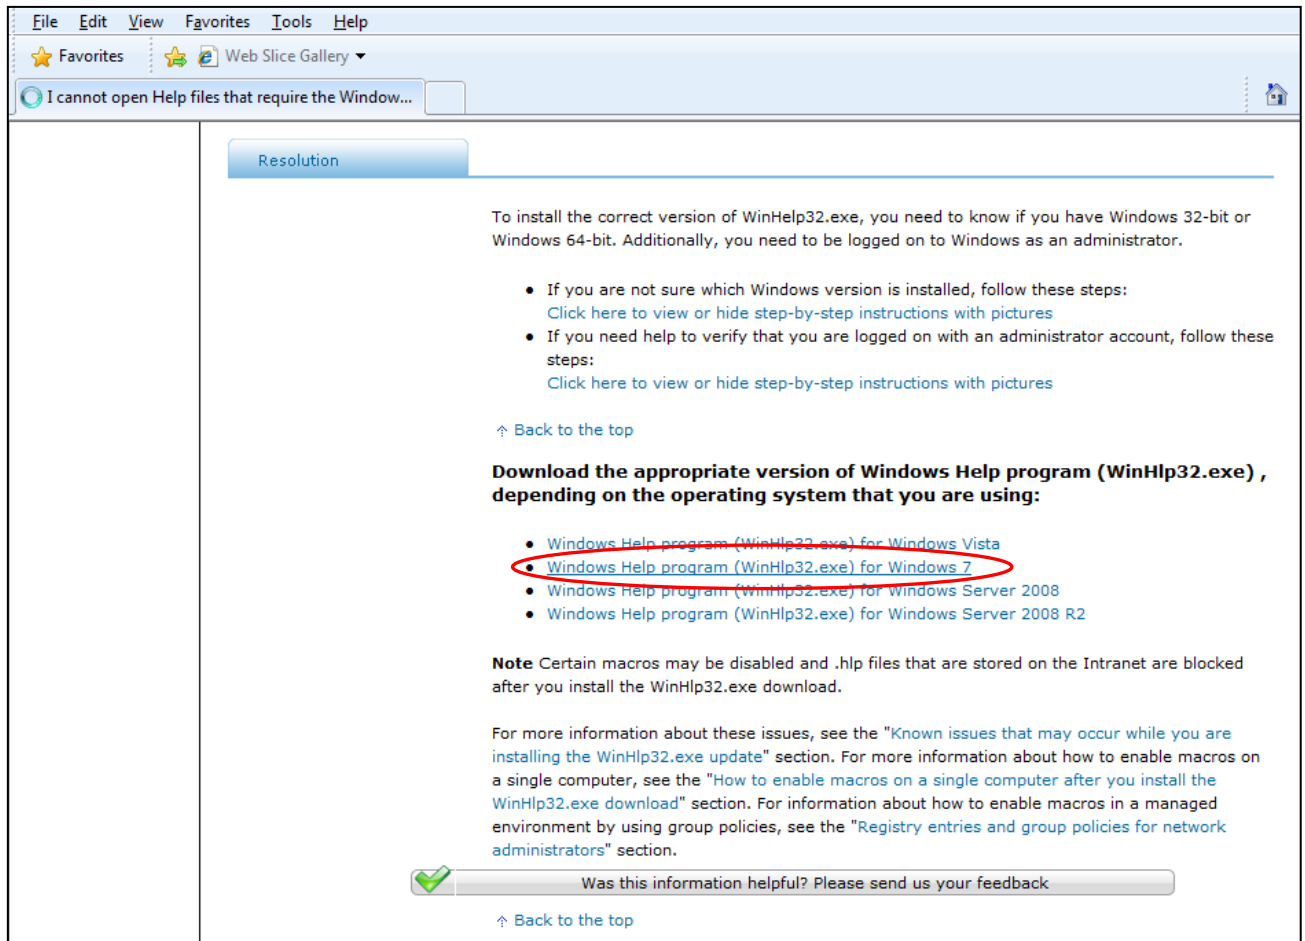 File Edit View Favorites Tools Help
Favorites Web Slice Gallery
I cannot open Help files that require the Window...
Resolution
To install the correct version of WinHelp32.exe, you need to know if you have Windows 32-bit or
Windows 64-bit. Additionally, you need to be logged on to Windows as an administrator.
If you are not sure which Windows version is installed, follow these steps:
Click here to view or hide step-by-step instructions with pictures
If you need help to verify that you are logged on with an administrator account, follow these
steps:
Click here to view or hide step-by-step instructions with pictures
Back to the top
Download the appropriate version of Windows Help program (WinHlp32.exe) ,
depending on the operating system that you are using:
Windows Help program (WinHlp32.exe) for Windows Vista
Windows Help program (WinHlp32.exe) for Windows 7
Windows Help program (WinHlp32.exe) for Windows Server 2008
Windows Help program (WinHlp32.exe) for Windows Server 2008 R2
Note Certain macros may be disabled and .hlp files that are stored on the Intranet are blocked
after you install the WinHlp32.exe download.
For more information about these issues, see the "Known issues that may occur while you are
installing the WinHlp32.exe update" section. For more information about how to enable macros on
a single computer, see the "How to enable macros on a single computer after you install the
WinHlp32.exe download" section. For information about how to enable macros in a managed
environment by using group policies, see the "Registry entries and group policies for network
administrators" section.
Was this information helpful? Please send us your feedback
Back to the top